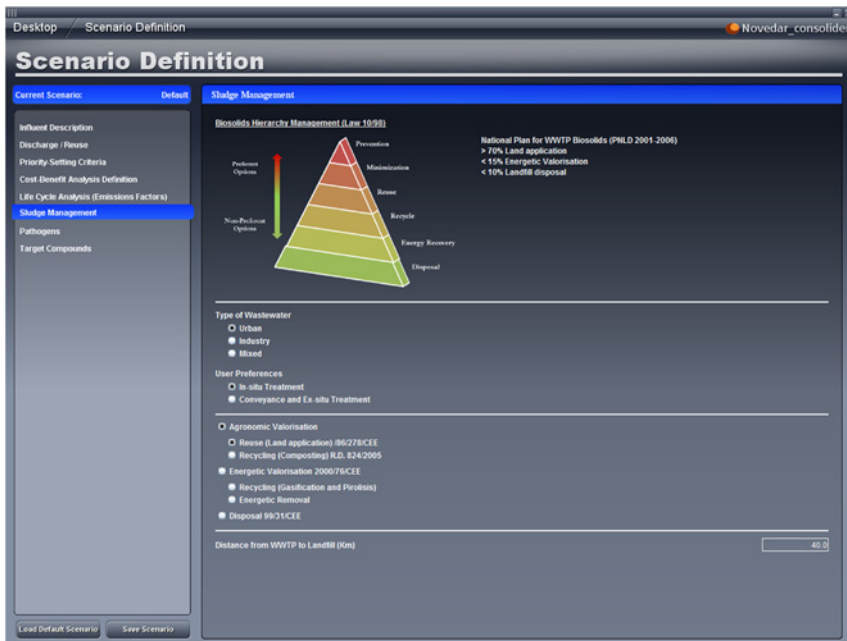 Desktop / Scenario Definition
Novedar_consolider
Scenario Definition
Current Scenario: Default
Influent Description
Discharge / Reuse
Priority-Setting Criteria
Cost-Benefit Analysis Definition
Life Cycle Analysis (Emissions Factors)
Sludge Management
Pathogens
Target Compounds
Load Default Scenario
Save Scenario
Sludge Management
Biosolids Hierarchy Management (Law 10/98)
Preferent
Options
Non-Preferent
Options
Prevention
Minimization
Reuse
Recycle
Energy Recovery
Disposal
National Plan for WWTP Biosolids (PNLD 2001-2006)
> 70% Land application
< 15% Energetic Valorisation
< 10% Landfill disposal
Type of Wastewater
Urban
Industry
Mixed
User Preferences
In-situ Treatment
Conveyance and Ex-situ Treatment
Agronomic Valorisation
Reuse (Land application) /86/278/CEE
Recycling (Composting) R.D. 824/2005
Energetic Valorisation 2000/76/CEE
Recycling (Gasification and Pirolisis)
Energetic Removal
Disposal 99/31/CEE
Distance from WWTP to Landfill (Km) 40.0